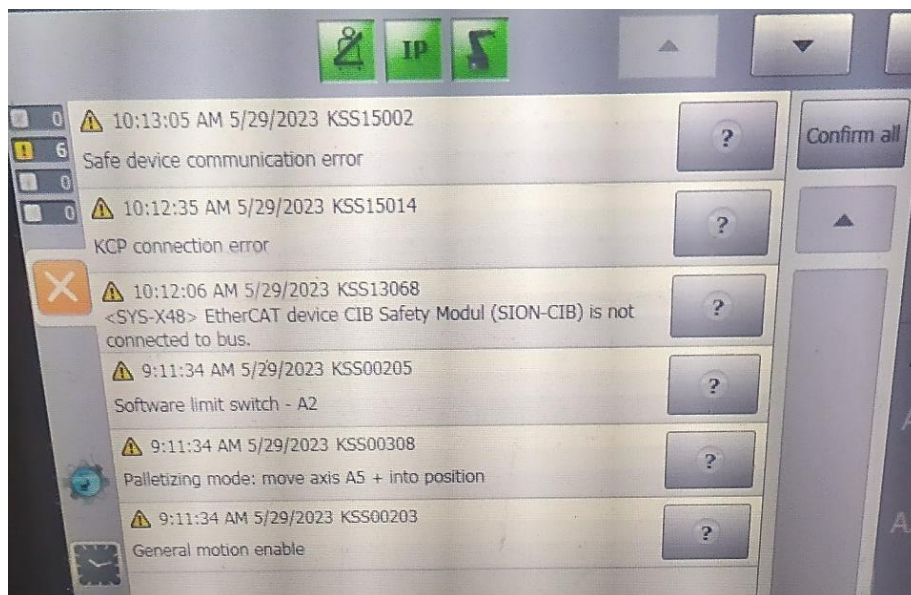 IP
0
10:13:05 AM 5/29/2023 KSS15002
?
Confirm all
6
Safe device communication error
0
0
10:12:35 AM 5/29/2023 KSS15014
?
KCP connection error
10:12:06 AM 5/29/2023 KSS13068
?
<SYS-X48> EtherCAT device CIB Safety Modul (SION-CIB) is not
connected to bus.
9:11:34 AM 5/29/2023 KSS00205
?
Software limit switch - A2
9:11:34 AM 5/29/2023 KSS00308
?
Palletizing mode: move axis A5 + into position
9:11:34 AM 5/29/2023 KSS00203
?
General motion enable
A